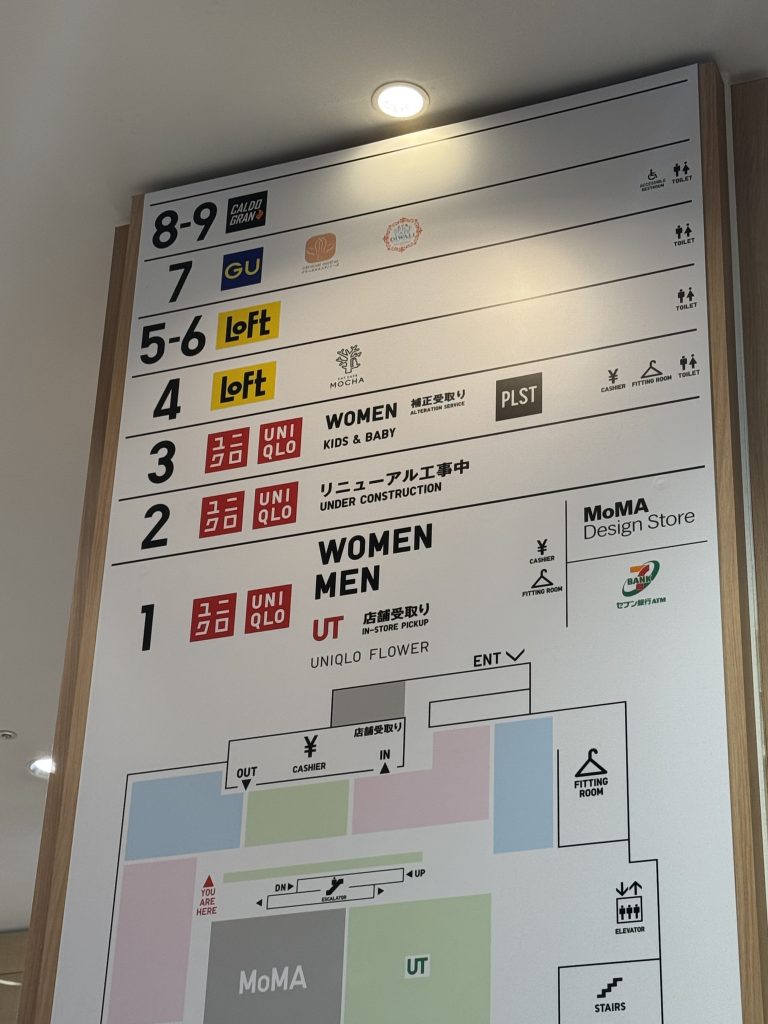 8-9 CALDO GRAN
ACCESSIBLE RESTROOM TOILET
7 GU DIWALI
TOILET
5-6 LOFT
TOILET
4 LOFT CAT CAFE MOCHA
3 ユニクロ UNIQLO WOMEN 補正受取り ALTERATION SERVICE PLST ¥ CASHIER FITTING ROOM TOILET
KIDS & BABY
2 ユニクロ UNIQLO リニューアル工事中
UNDER CONSTRUCTION
1 ユニクロ UNIQLO WOMEN
MEN
UT 店舗受取り
IN-STORE PICKUP
UNIQLO FLOWER
¥
CASHIER
FITTING ROOM
MoMA
Design Store
7 BANK
セブン銀行ATM
ENT
店舗受取り
¥
CASHIER
OUT
IN
FITTING
ROOM
YOU
ARE
HERE
DN
UP
ESCALATOR
ELEVATOR
MoMA
UT
STAIRS